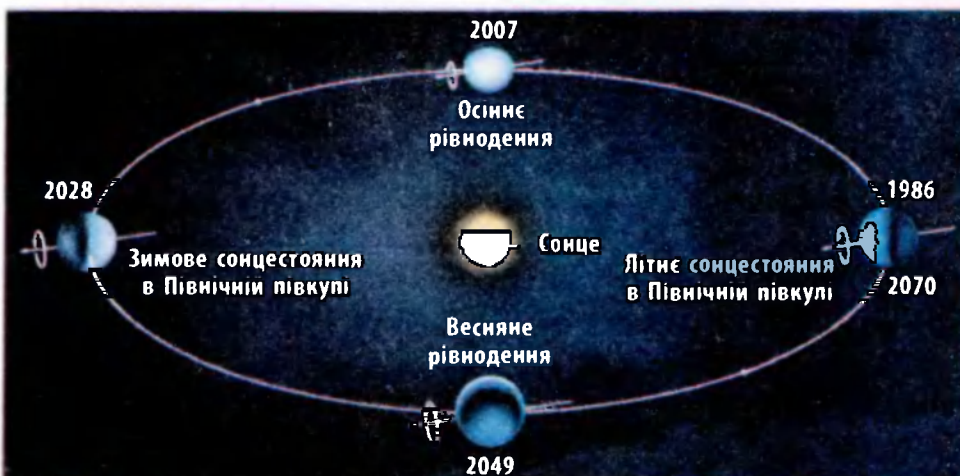 2007
Осіннє
рівнодення
2028
1986
Зимове сонцестояння
в Північній півкулі
Сонце
Літнє сонцестояння
в Північній півкулі
2070
Весняне
рівнодення
2049